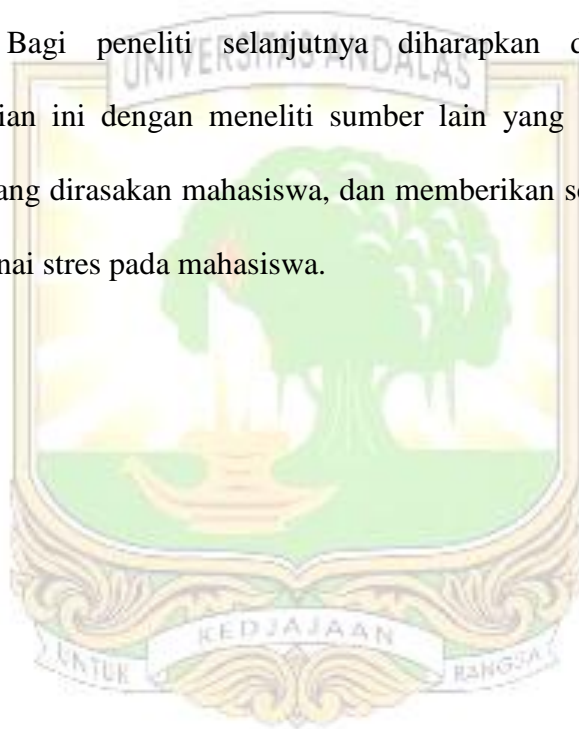 Bagi peneliti selanjutnya diharapkan d
UNIVERSITAS ANDALAS
ian ini dengan meneliti sumber lain yang
ang dirasakan mahasiswa, dan memberikan s
nai stres pada mahasiswa.
KEDJAJAAN
UNTUK BANGSA